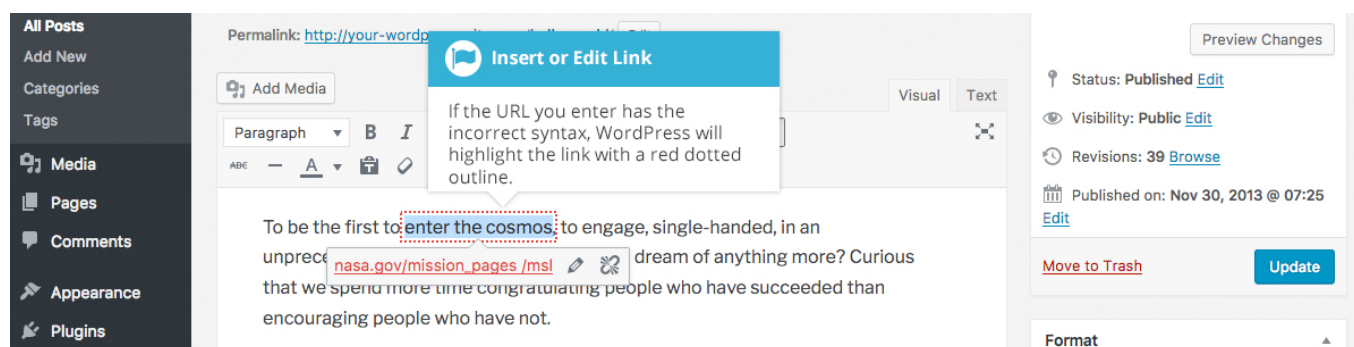 All Posts
Add New
Categories
Tags
Media
Pages
Comments
Appearance
Plugins
Permalink: http://your-wordp
Add Media
Visual Text
Paragraph B I
ABC A
Insert or Edit Link
If the URL you enter has the
incorrect syntax, WordPress will
highlight the link with a red dotted
outline.
To be the first to enter the cosmos, to engage, single-handed, in an
unprece dream of anything more? Curious
nasa.gov/mission_pages /msl
that we spend more time congratulating people who have succeeded than
encouraging people who have not.
Preview Changes
Status: Published Edit
Visibility: Public Edit
Revisions: 39 Browse
Published on: Nov 30, 2013 @ 07:25
Edit
Move to Trash Update
Format